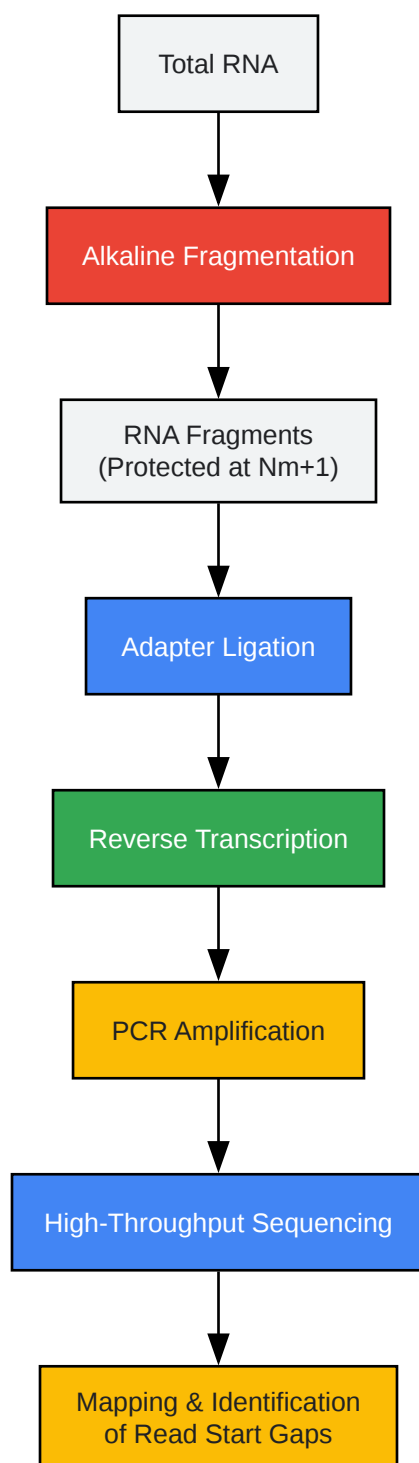 Total RNA
Alkaline Fragmentation
RNA Fragments
(Protected at Nm+1)
Adapter Ligation
Reverse Transcription
PCR Amplification
High-Throughput Sequencing
Mapping & Identification
of Read Start Gaps